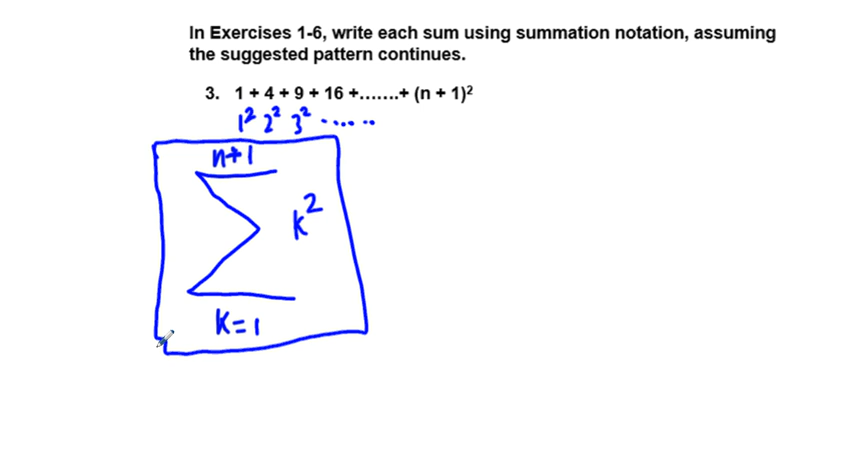 In Exercises 1-6, write each sum using summation notation, assuming
the suggested pattern continues.
3. 1 + 4 + 9 + 16 +.......+ (n + 1)²
1² 2² 3² ......
n+1
∑ k²
k=1